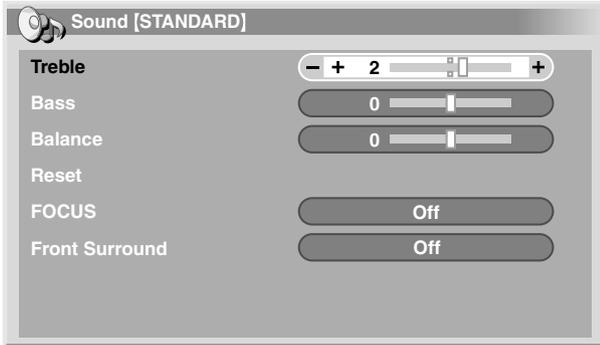 Sound [STANDARD]
Treble − + 2 +
Bass 0
Balance 0
Reset
FOCUS Off
Front Surround Off